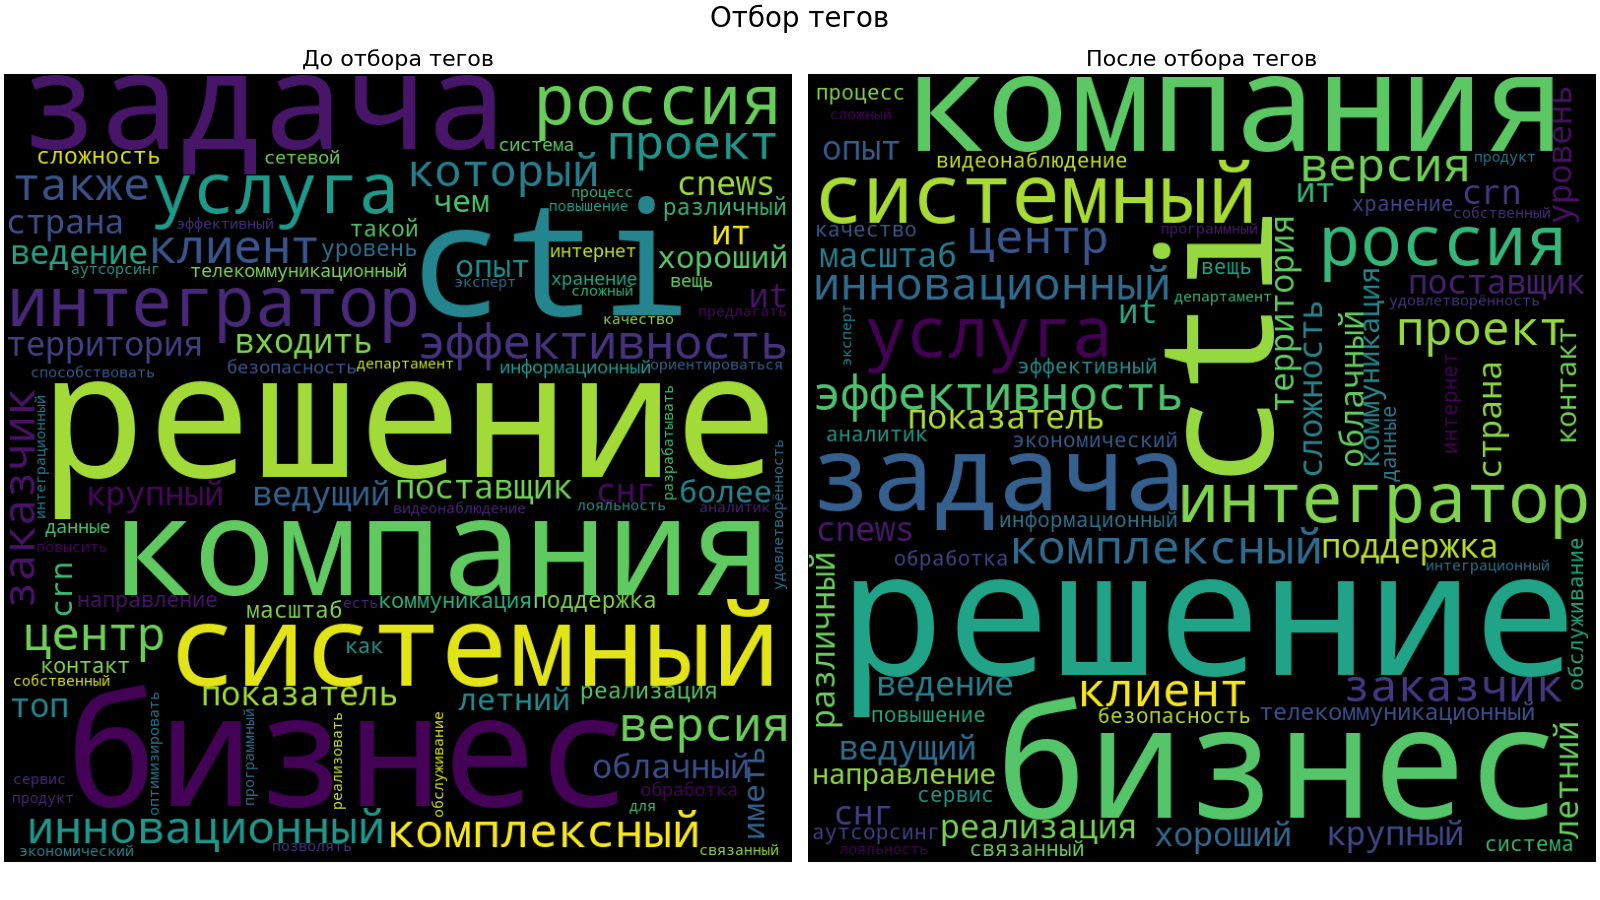 Отбор тегов
До отбора тегов
задача
россия
сложность
сетевой
система
проект
также
услуга
который
cnews
процесс
чем
повышение
различный
страна
эффективный
такой
cti
ит
ведение
клиент
уровень
интернет
хороший
аутсорсинг
телекоммуникационный
опыт
эксперт
хранение
вещь
сложный
интегратор
it
предлагать
качество
территория
входить
эффективность
способствовать
безопасность
департамент
информационный
ориентироваться
решение
заказчик
интеграционный
разрабатывать
удовлетворённость
крупный
ведущий
поставщик
снг
более
видеонаблюдение
лояльность
аналитик
данные
повысить
компания
crn
направление
масштаб
есть
коммуникация
поддержка
центр
системный
как
контакт
собственный
показатель
летний
реализация
топ
бизнес
оптимизировать
программный
реализовать
обслуживание
версия
облачный
сервис
продукт
обработка
иметь
для
инновационный
комплексный
экономический
позволять
связанный
После отбора тегов
процесс
сложный
компания
уровень
опыт
видеонаблюдение
версия
продукт
системный
ит
crn
хранение
собственный
качество
центр
программный
россия
масштаб
cti
территория
вещь
инновационный
департамент
поставщик
удовлетворённость
it
услуга
эксперт
проект
эффективный
сложность
облачный
коммуникация
данные
интернет
страна
контакт
эффективность
показатель
аналитик
экономический
задача
интегратор
cnews
информационный
обработка
комплексный
поддержка
интеграционный
различный
решение
обслуживание
ведение
клиент
заказчик
повышение
безопасность
телекоммуникационный
ведущий
бизнес
летний
направление
сервис
снг
аутсорсинг
реализация
хороший
крупный
лояльность
связанный
система